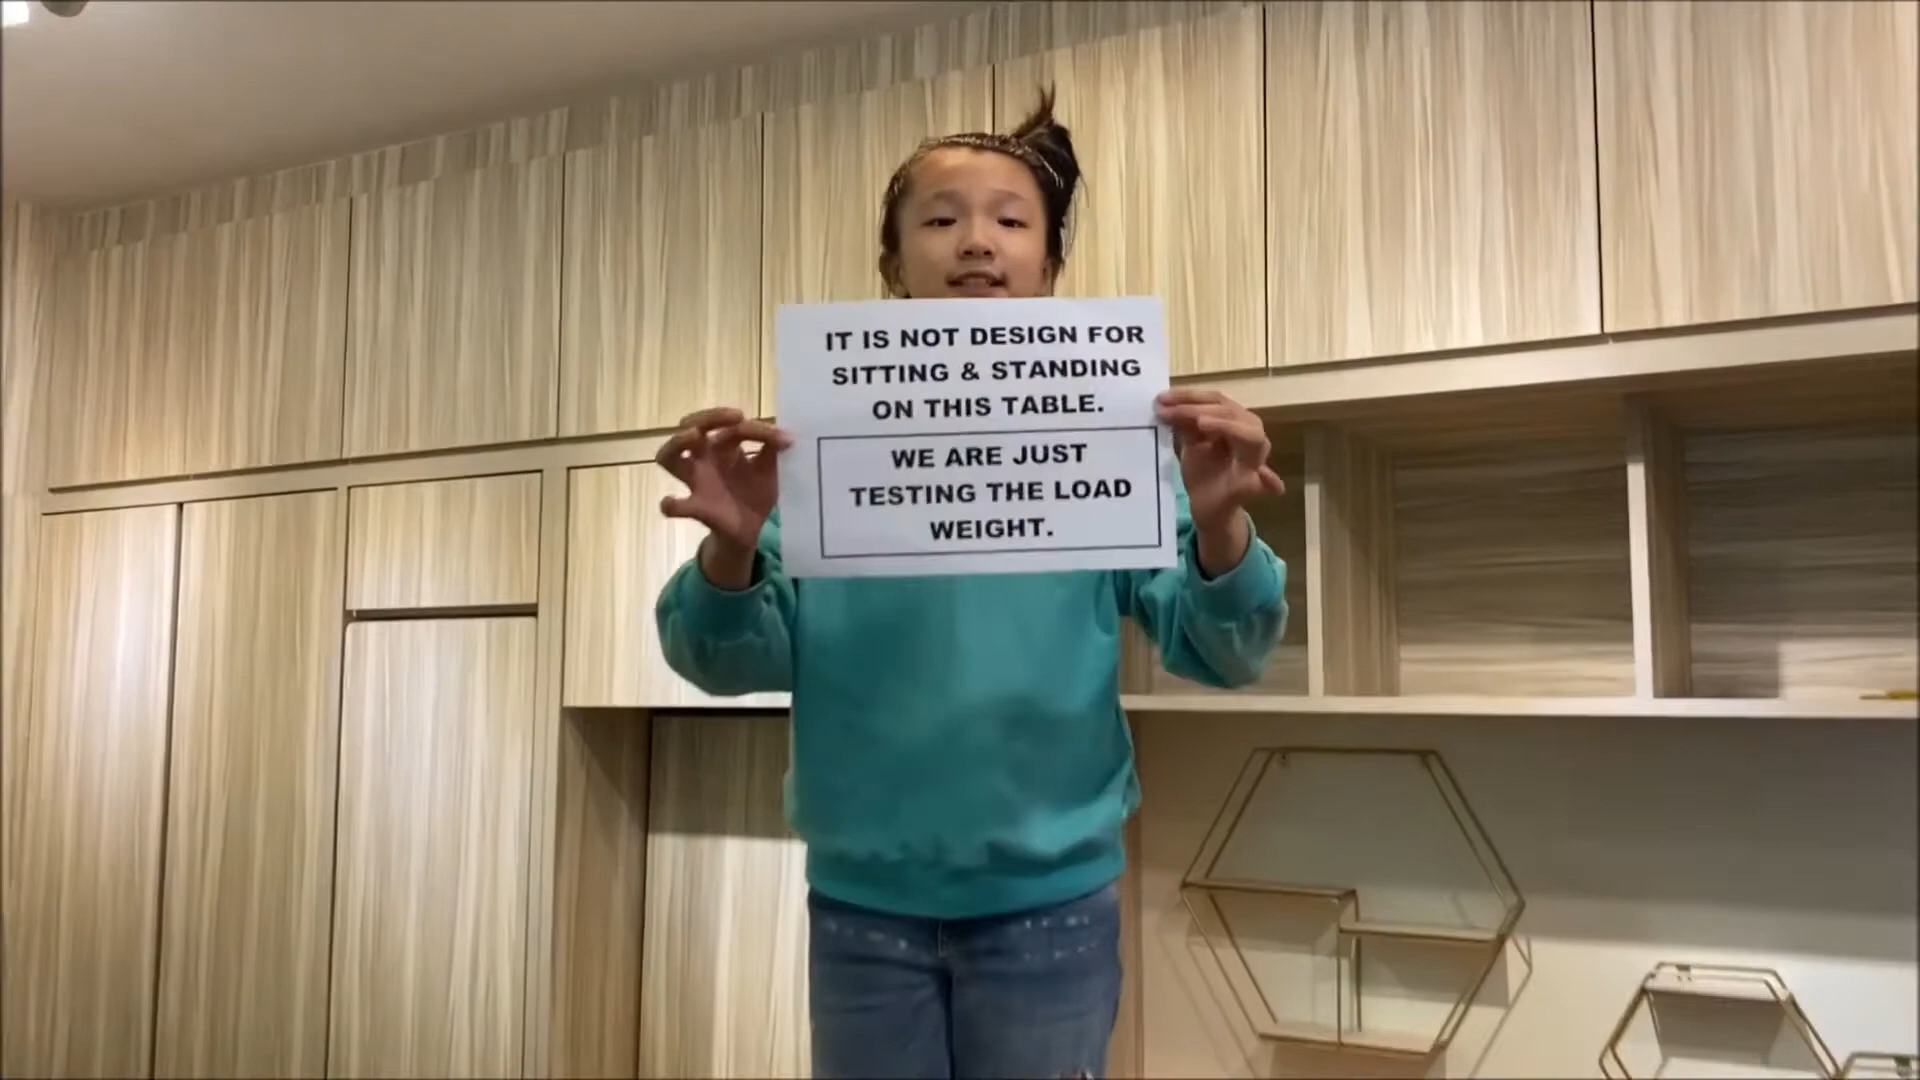 IT IS NOT DESIGN FOR
SITTING & STANDING
ON THIS TABLE.
WE ARE JUST
TESTING THE LOAD
WEIGHT.